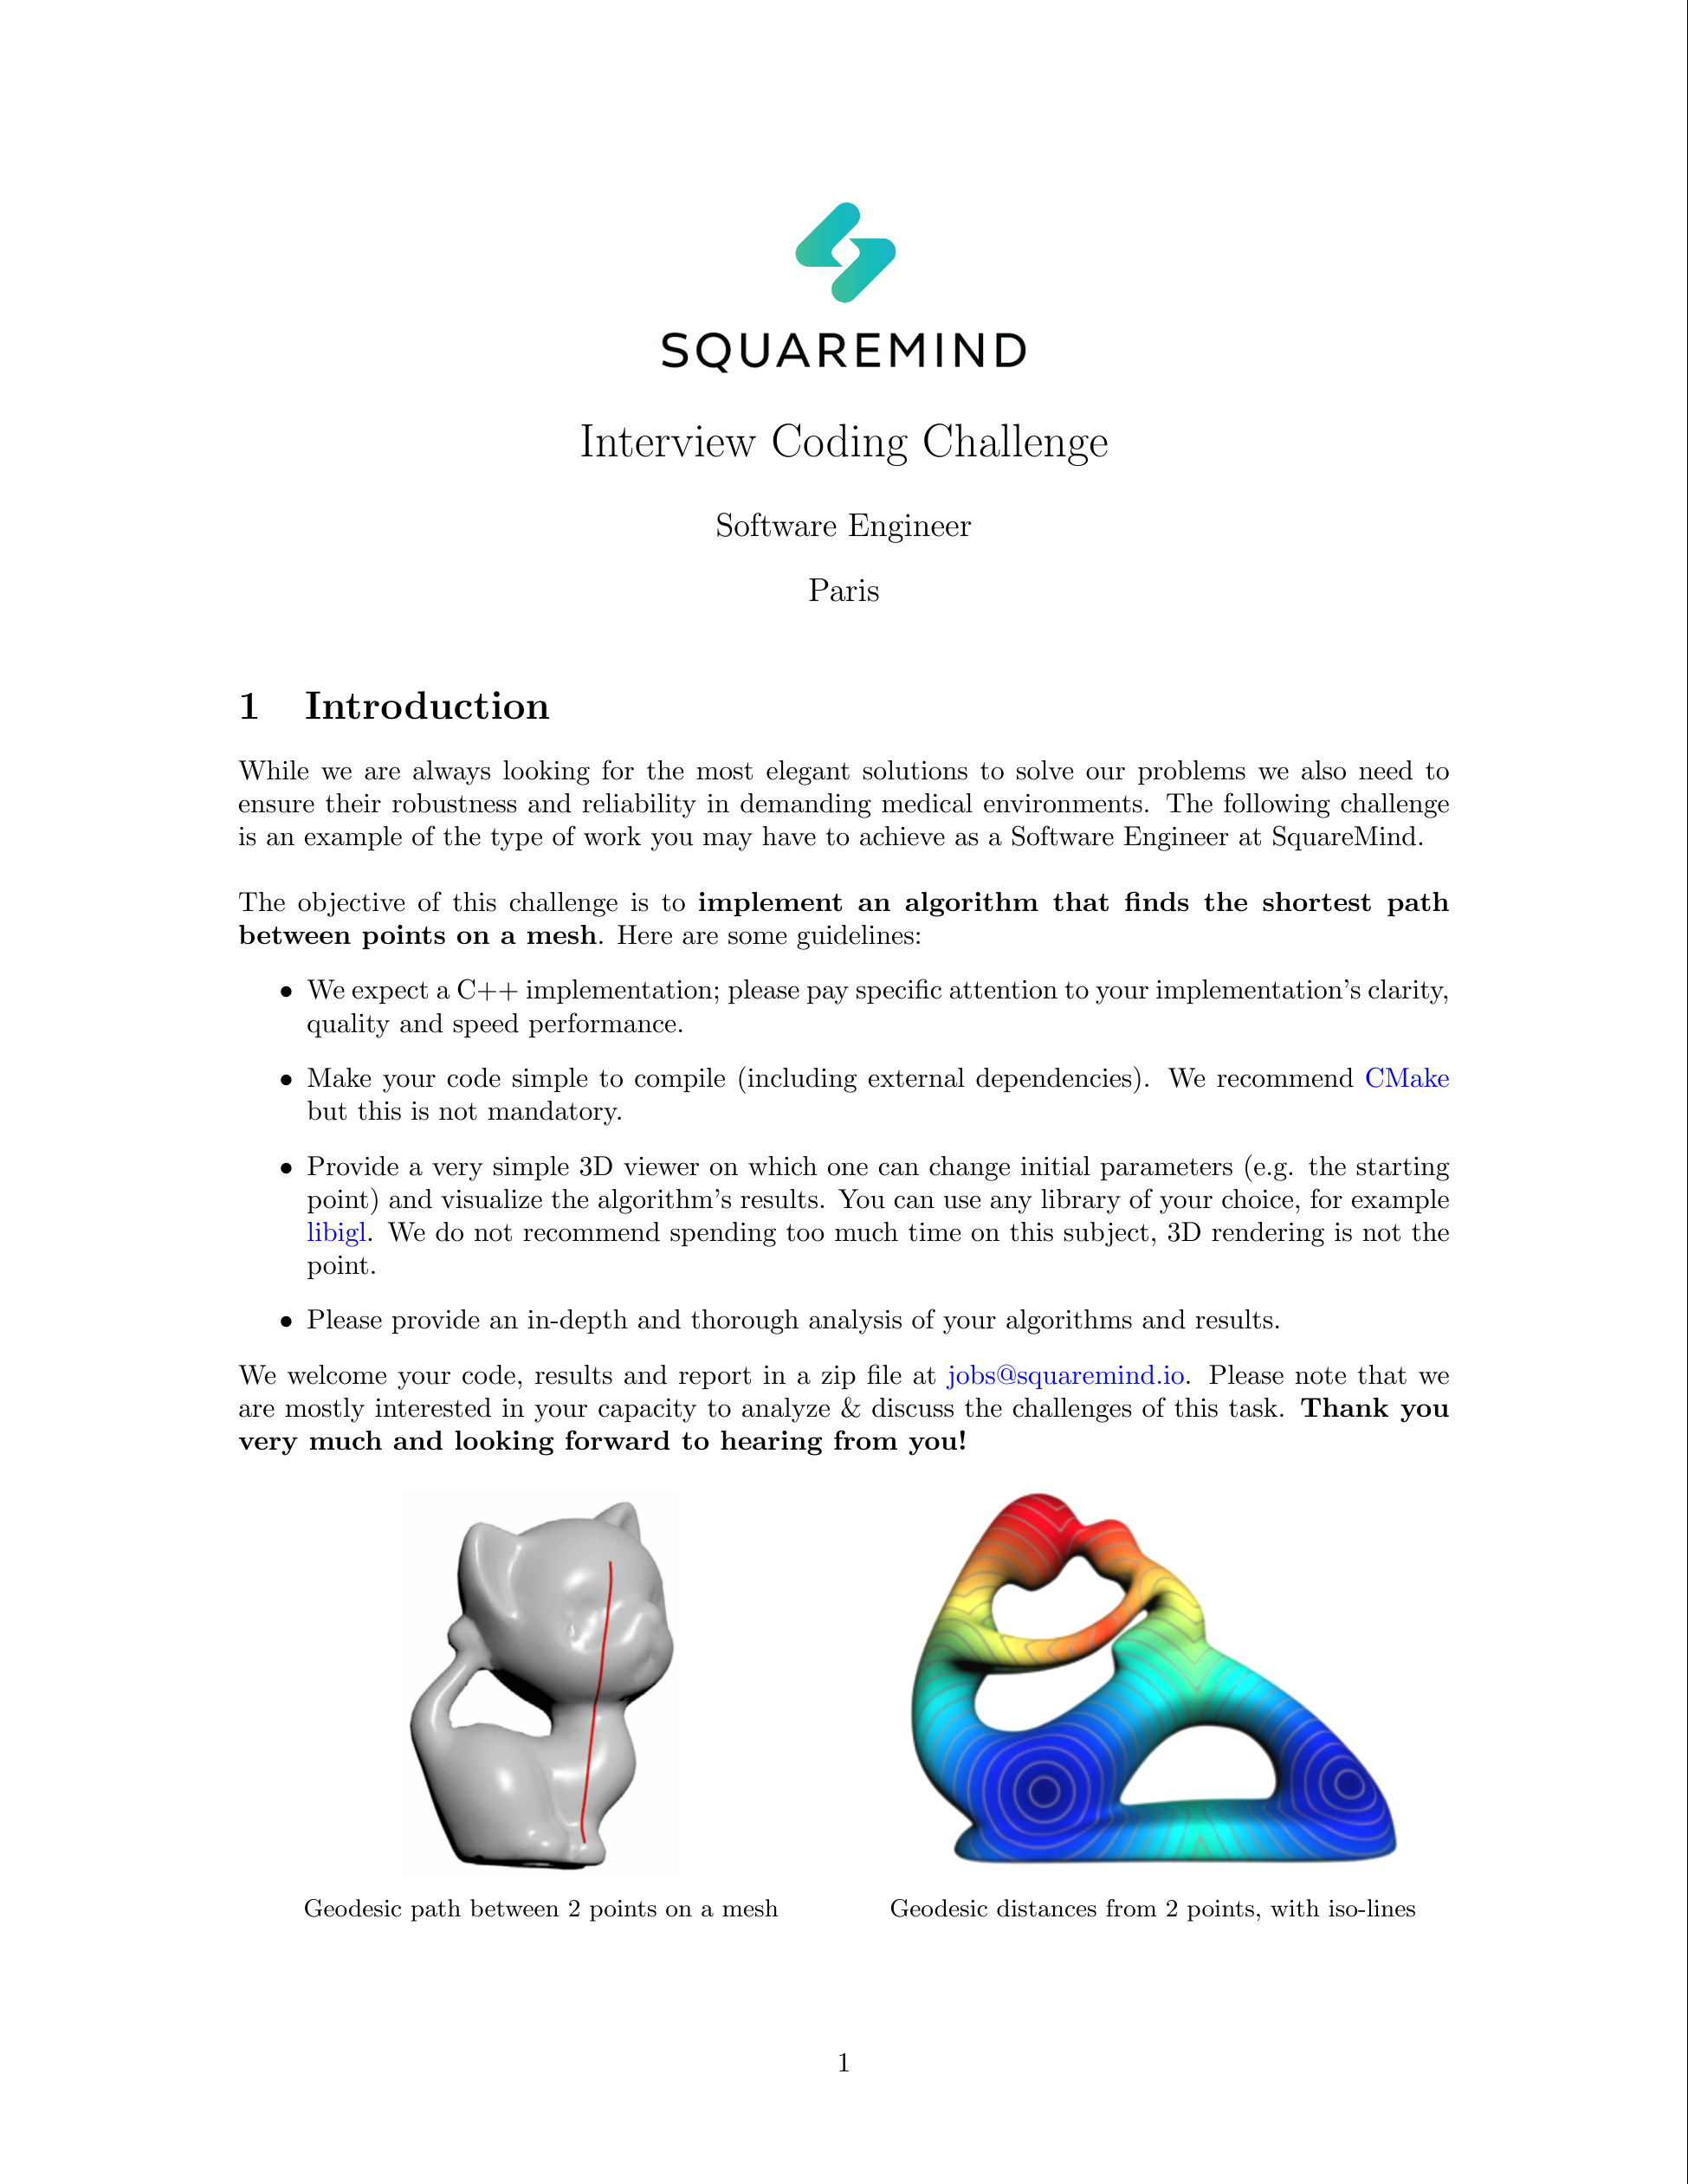 SQUAREMIND
Interview Coding Challenge
Software Engineer
Paris
1 Introduction
While we are always looking for the most elegant solutions to solve our problems we also need to
ensure their robustness and reliability in demanding medical environments. The following challenge
is an example of the type of work you may have to achieve as a Software Engineer at SquareMind.
The objective of this challenge is to implement an algorithm that finds the shortest path
between points on a mesh. Here are some guidelines:
• We expect a C++ implementation; please pay specific attention to your implementation's clarity,
quality and speed performance.
• Make your code simple to compile (including external dependencies). We recommend CMake
but this is not mandatory.
• Provide a very simple 3D viewer on which one can change initial parameters (e.g. the starting
point) and visualize the algorithm's results. You can use any library of your choice, for example
libigl. We do not recommend spending too much time on this subject, 3D rendering is not the
point.
• Please provide an in-depth and thorough analysis of your algorithms and results.
We welcome your code, results and report in a zip file at jobs@squaremind.io. Please note that we
are mostly interested in your capacity to analyze & discuss the challenges of this task. Thank you
very much and looking forward to hearing from you!
Geodesic path between 2 points on a mesh
Geodesic distances from 2 points, with iso-lines
1